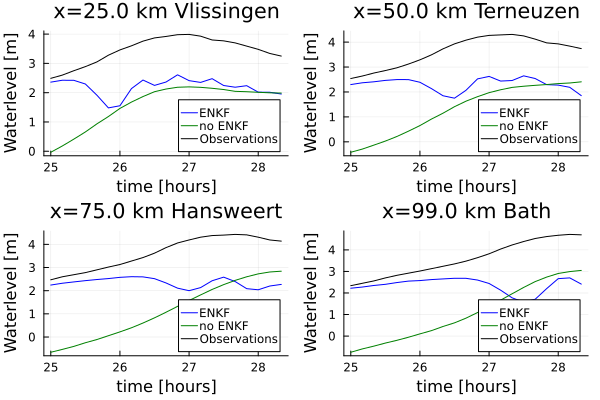 x=25.0 km Vlissingen
Waterlevel [m]
4
3
2
1
0
25
26
27
28
time [hours]
ENKF
no ENKF
Observations
x=50.0 km Terneuzen
Waterlevel [m]
4
3
2
1
0
25
26
27
28
time [hours]
ENKF
no ENKF
Observations
x=75.0 km Hansweert
Waterlevel [m]
4
3
2
1
0
25
26
27
28
time [hours]
ENKF
no ENKF
Observations
x=99.0 km Bath
Waterlevel [m]
4
3
2
1
0
25
26
27
28
time [hours]
ENKF
no ENKF
Observations